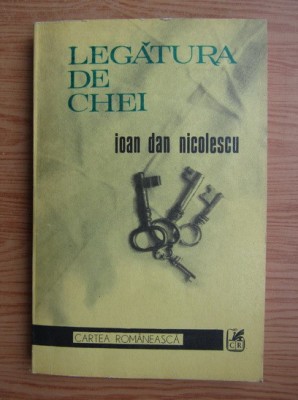 LEGĂTURA
DE
CHEI
ioan dan nicolescu
CARTEA ROMÂNEASCĂ
CR